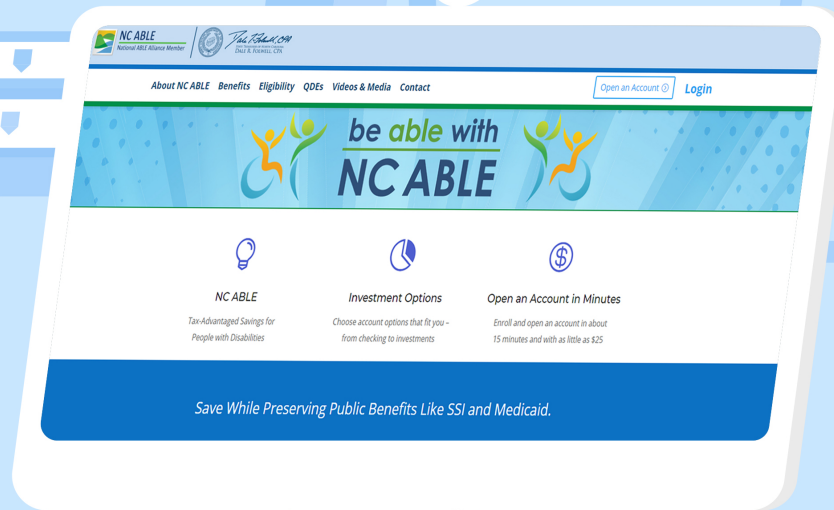 NC ABLE
National ABLE Alliance Member
Dale R. Folwell, CPA
DALE R. FOLWELL, CPA
About NC ABLE Benefits Eligibility QDEs Videos & Media Contact
Open an Account Login
be able with
NC ABLE
NC ABLE
Tax-Advantaged Savings for
People with Disabilities
Investment Options
Choose account options that fit you –
from checking to investments
Open an Account in Minutes
Enroll and open an account in about
15 minutes and with as little as $25
Save While Preserving Public Benefits Like SSI and Medicaid.